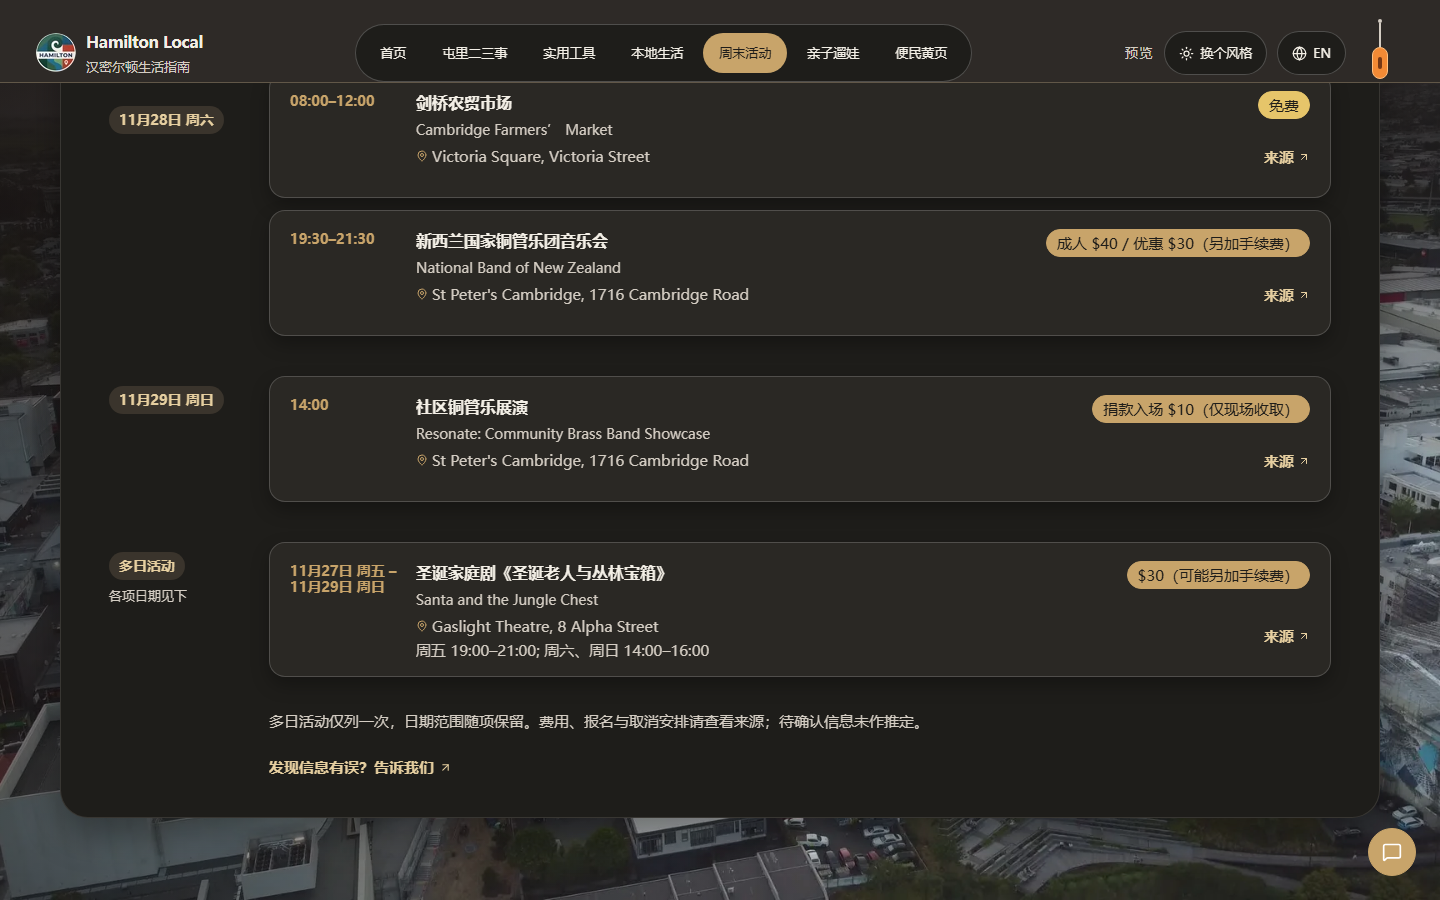 Hamilton Local
汉密尔顿生活指南
首页
屯里二三事
实用工具
本地生活
周末活动
亲子遛娃
便民黄页
预览
换个风格
EN
11月28日 周六
08:00–12:00
剑桥农贸市场
免费
Cambridge Farmers’ Market
Victoria Square, Victoria Street
来源
19:30–21:30
新西兰国家铜管乐团音乐会
成人 $40 / 优惠 $30（另加手续费）
National Band of New Zealand
St Peter's Cambridge, 1716 Cambridge Road
来源
11月29日 周日
14:00
社区铜管乐展演
捐款入场 $10（仅现场收取）
Resonate: Community Brass Band Showcase
St Peter's Cambridge, 1716 Cambridge Road
来源
多日活动
各项日期见下
11月27日 周五 –
11月29日 周日
圣诞家庭剧《圣诞老人与丛林宝箱》
$30（可能另加手续费）
Santa and the Jungle Chest
Gaslight Theatre, 8 Alpha Street
周五 19:00–21:00; 周六、周日 14:00–16:00
来源
多日活动仅列一次，日期范围随项保留。费用、报名与取消安排请查看来源；待确认信息未作推定。
发现信息有误？告诉我们